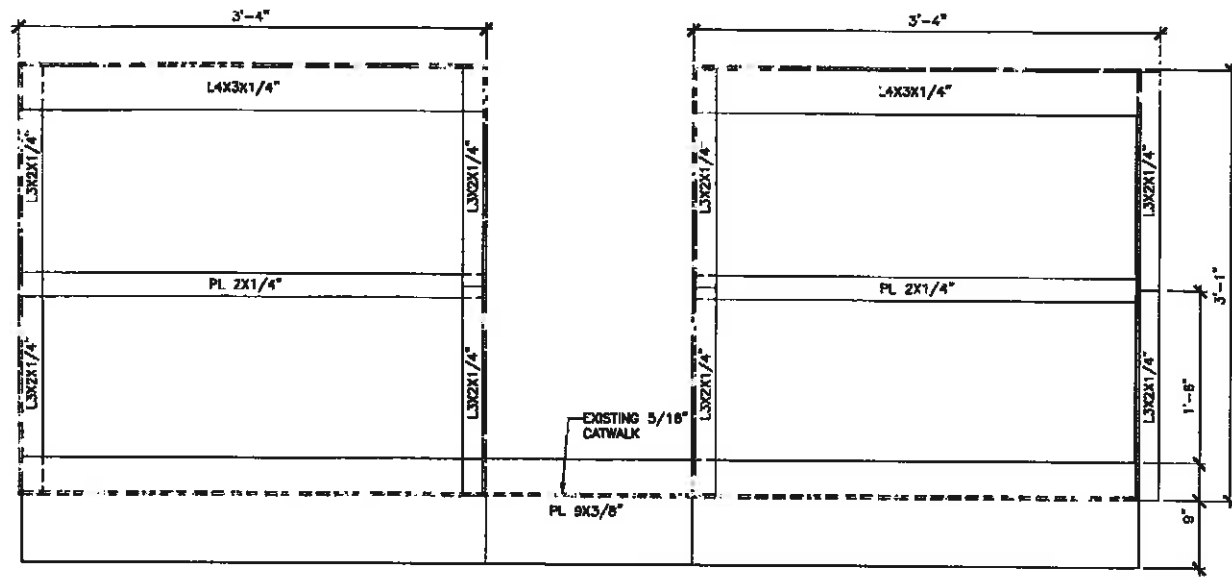 3'-4"
3'-4"
L4X3X1/4"
L4X3X1/4"
L3X2X1/4"
L3X2X1/4"
L3X2X1/4"
L3X2X1/4"
PL 2X1/4"
PL 2X1/4"
3'-1"
L3X2X1/4"
L3X2X1/4"
L3X2X1/4"
L3X2X1/4"
1'-6"
EXISTING 5/16"
CATWALK
PL 9X3/8"
9"